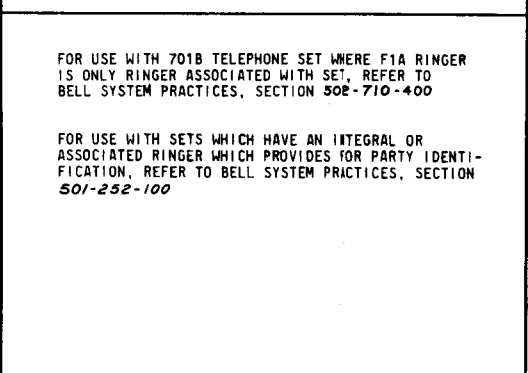 FOR USE WITH 701B TELEPHONE SET WHERE F1A RINGER
IS ONLY RINGER ASSOCIATED WITH SET, REFER TO
BELL SYSTEM PRACTICES, SECTION 502-710-400
FOR USE WITH SETS WHICH HAVE AN INTEGRAL OR
ASSOCIATED RINGER WHICH PROVIDES FOR PARTY IDENTI-
FICATION, REFER TO BELL SYSTEM PRACTICES, SECTION
501-252-100